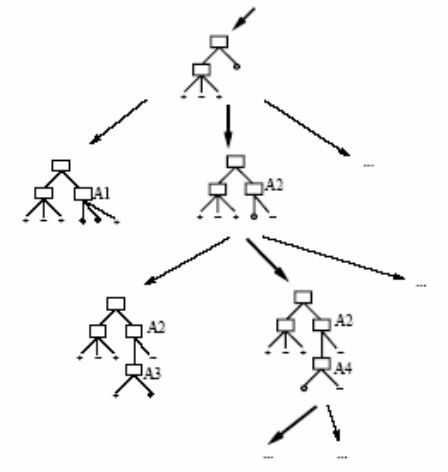 + - +
...
A1
+ - +
+
A2
+ - +
-
...
A2
+ - +
-
A3
+
A2
+ - +
-
A4
-
...
...